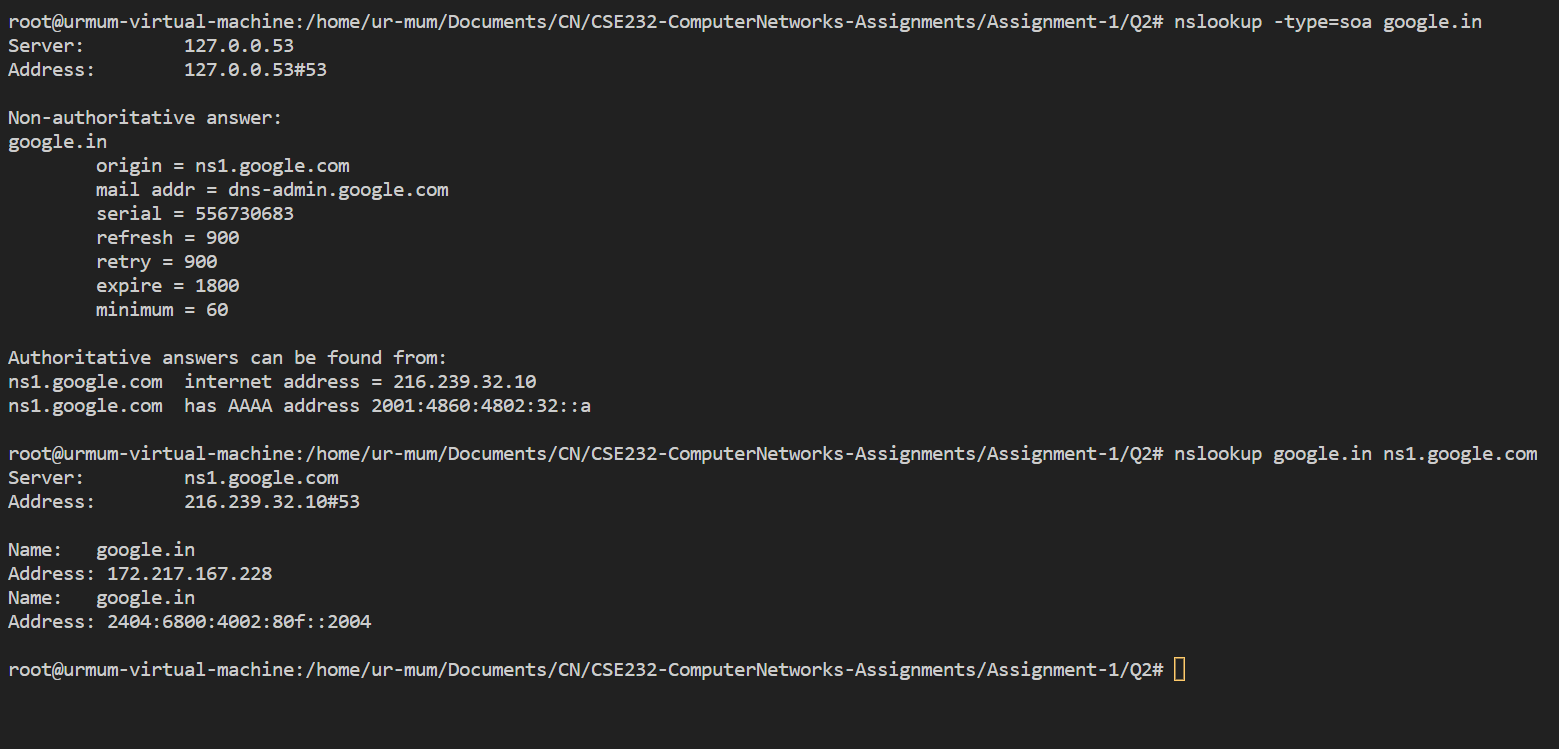 root@urmum-virtual-machine:/home/ur-mum/Documents/CN/CSE232-ComputerNetworks-Assignments/Assignment-1/Q2# nslookup -type=soa google.in
Server:         127.0.0.53
Address:        127.0.0.53#53

Non-authoritative answer:
google.in
        origin = ns1.google.com
        mail addr = dns-admin.google.com
        serial = 556730683
        refresh = 900
        retry = 900
        expire = 1800
        minimum = 60

Authoritative answers can be found from:
ns1.google.com  internet address = 216.239.32.10
ns1.google.com  has AAAA address 2001:4860:4802:32::a

root@urmum-virtual-machine:/home/ur-mum/Documents/CN/CSE232-ComputerNetworks-Assignments/Assignment-1/Q2# nslookup google.in ns1.google.com
Server:         ns1.google.com
Address:        216.239.32.10#53

Name:   google.in
Address: 172.217.167.228
Name:   google.in
Address: 2404:6800:4002:80f::2004

root@urmum-virtual-machine:/home/ur-mum/Documents/CN/CSE232-ComputerNetworks-Assignments/Assignment-1/Q2#